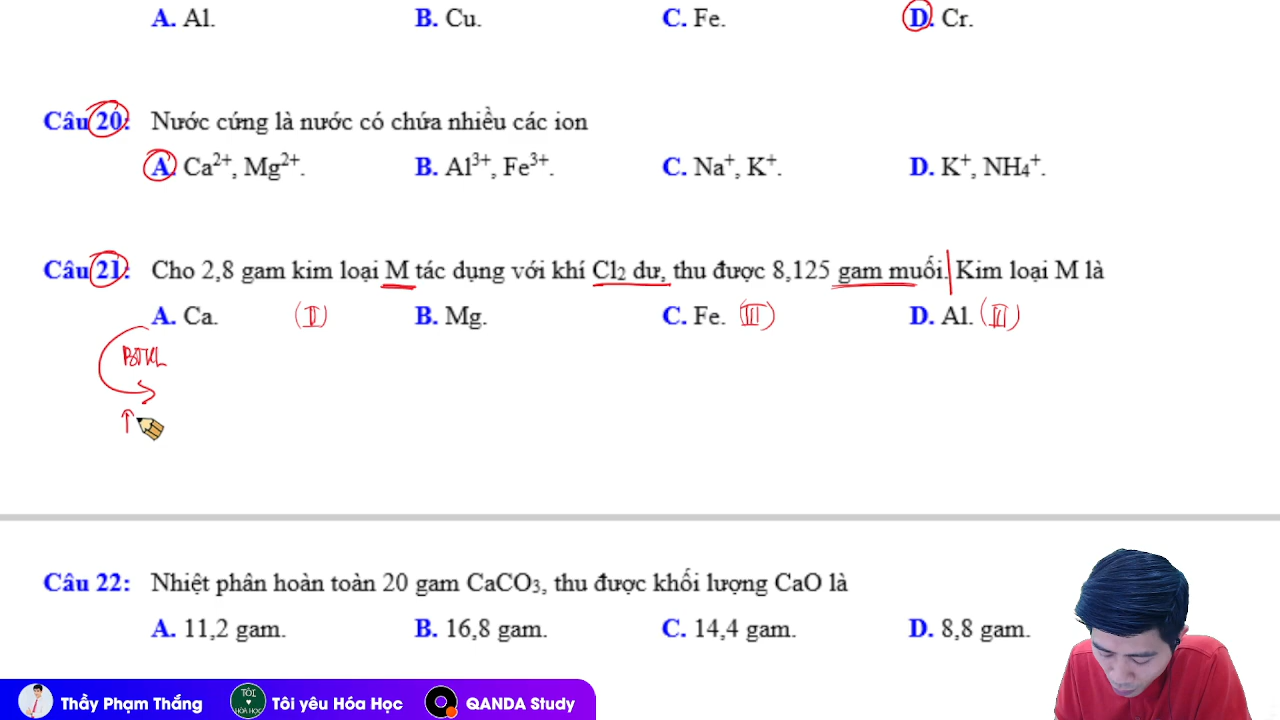 A. Al. B. Cu. C. Fe. D. Cr.
Câu 20: Nước cứng là nước có chứa nhiều các ion
A. Ca²⁺, Mg²⁺. B. Al³⁺, Fe³⁺. C. Na⁺, K⁺. D. K⁺, NH₄⁺.
Câu 21: Cho 2,8 gam kim loại M tác dụng với khí Cl₂ dư, thu được 8,125 gam muối. Kim loại M là
A. Ca. (II) B. Mg. C. Fe. (III) D. Al. (III)
BTKL
Câu 22: Nhiệt phân hoàn toàn 20 gam CaCO₃, thu được khối lượng CaO là
A. 11,2 gam. B. 16,8 gam. C. 14,4 gam. D. 8,8 gam.
Thầy Phạm Thắng TÔI ♥ HÓA HỌC Tôi yêu Hóa Học QANDA Study